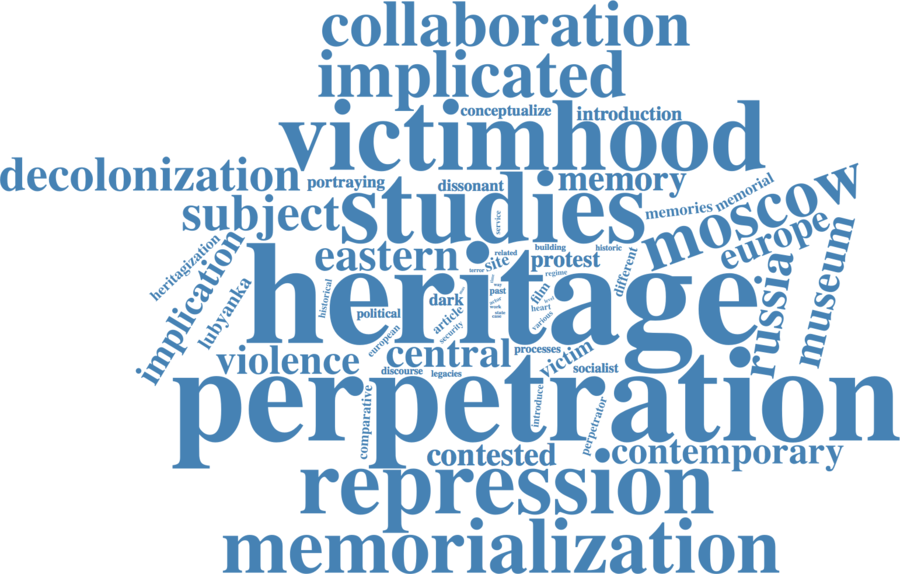 collaboration
implicated
conceptualize
introduction
victimhood
decolonization
portraying
dissonant
memory
subject
studies
service
memories
memorial
moscow
heritagization
implication
lubyanka
eastern
site
related
building
historic
protest
different
europe
museum
russia
terror
regime
heritage
historical
political
european
dark
article
security
past
way
work
state
case
film
level
heart
various
violence
central
processes
victim
discourse
legacies
socialist
perpetration
comparative
introduce
perpetrator
contested
contemporary
repression
memorialization